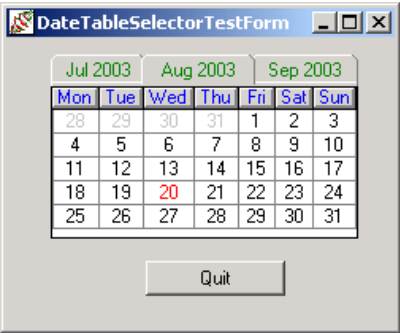 DateTableSelectorTestForm
Jul 2003 Aug 2003 Sep 2003
Mon Tue Wed Thu Fri Sat Sun
28 29 30 31 1 2 3
4 5 6 7 8 9 10
11 12 13 14 15 16 17
18 19 20 21 22 23 24
25 26 27 28 29 30 31
Quit